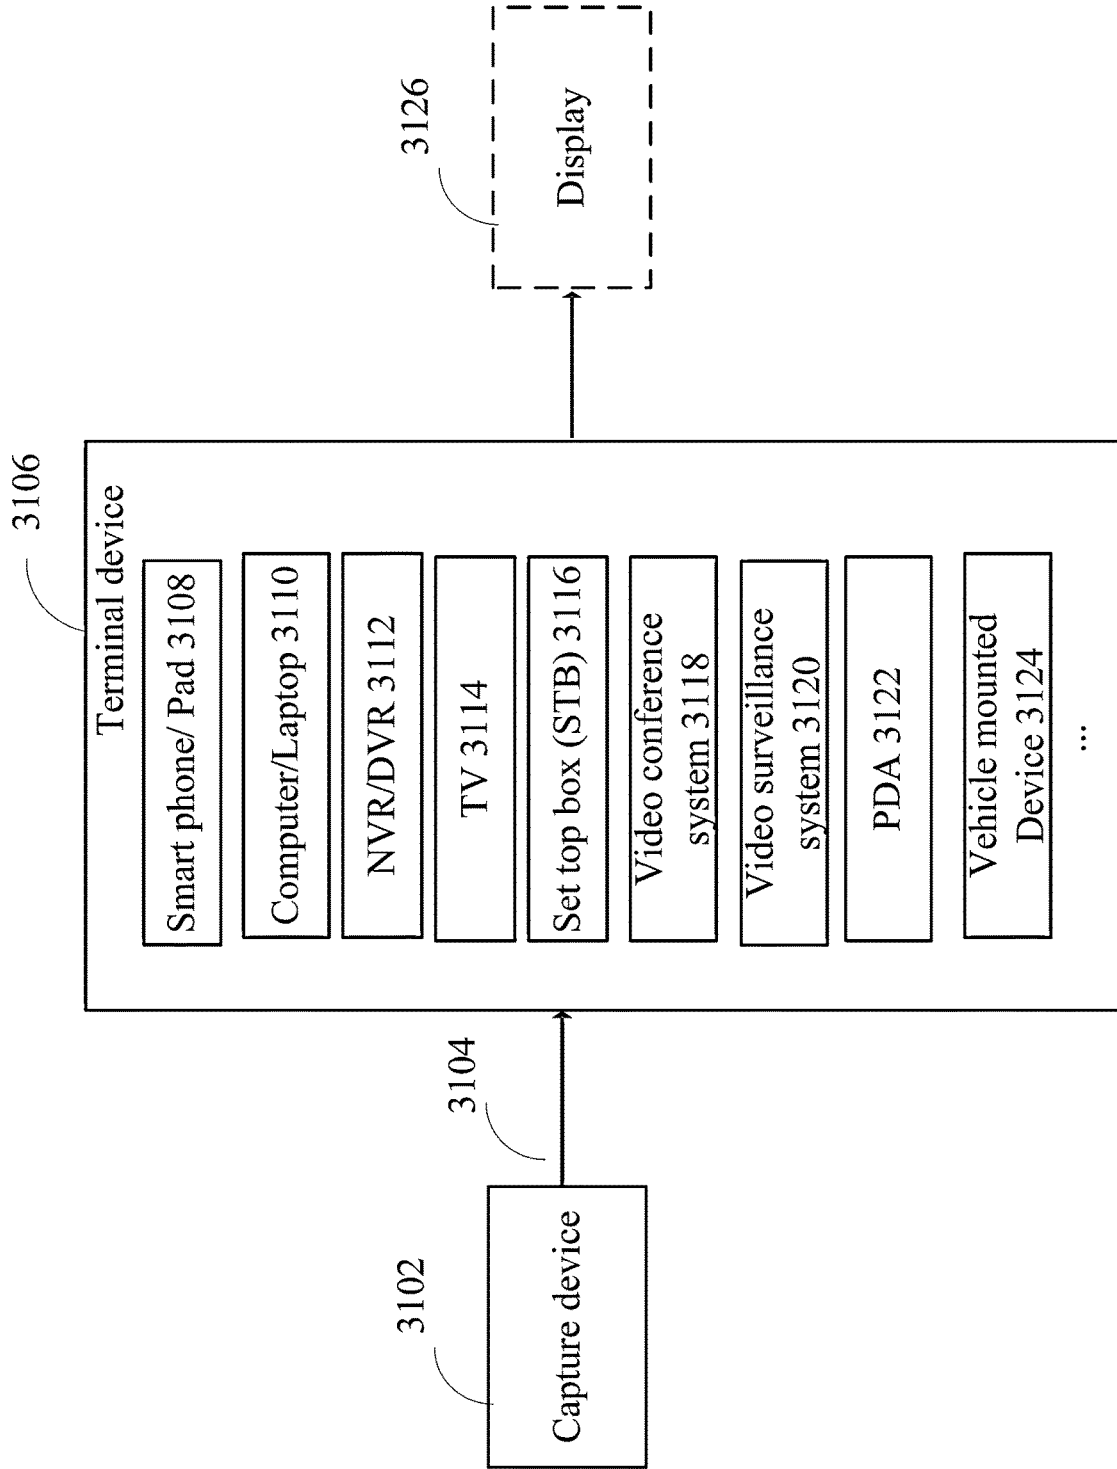 3102
Capture device
3104
3106
Terminal device
Smart phone/ Pad 3108
Computer/Laptop 3110
NVR/DVR 3112
TV 3114
Set top box (STB) 3116
Video conference
system 3118
Video surveillance
system 3120
PDA 3122
Vehicle mounted
Device 3124
...
3126
Display